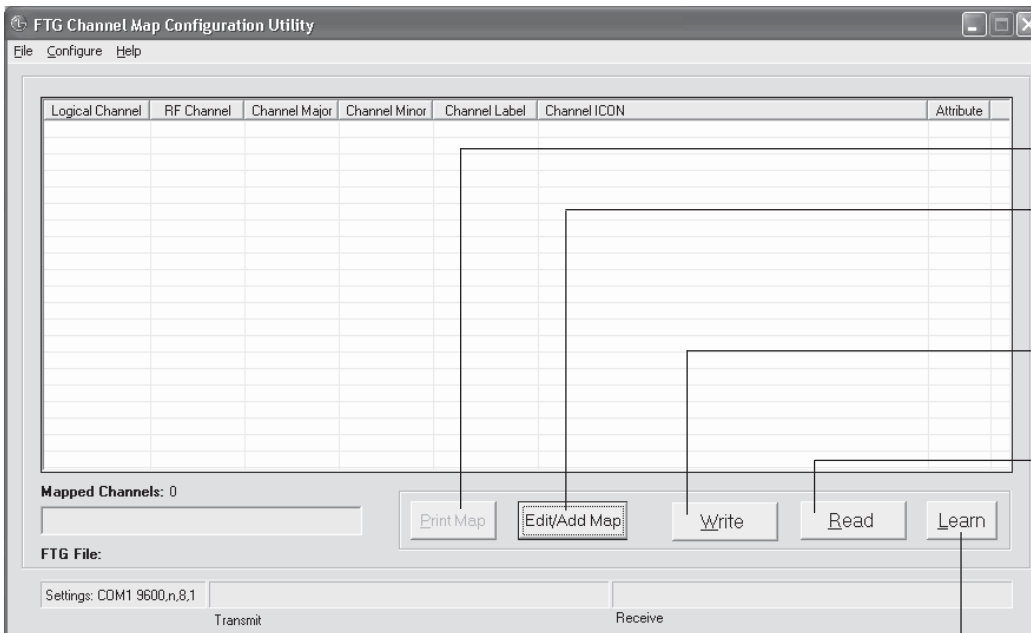 FTG Channel Map Configuration Utility
File Configure Help
Logical Channel RF Channel Channel Major Channel Minor Channel Label Channel ICON Attribute
Mapped Channels: 0
Print Map Edit/Add Map Write Read Learn
FTG File:
Settings: COM1 9600,n,8,1
Transmit Receive